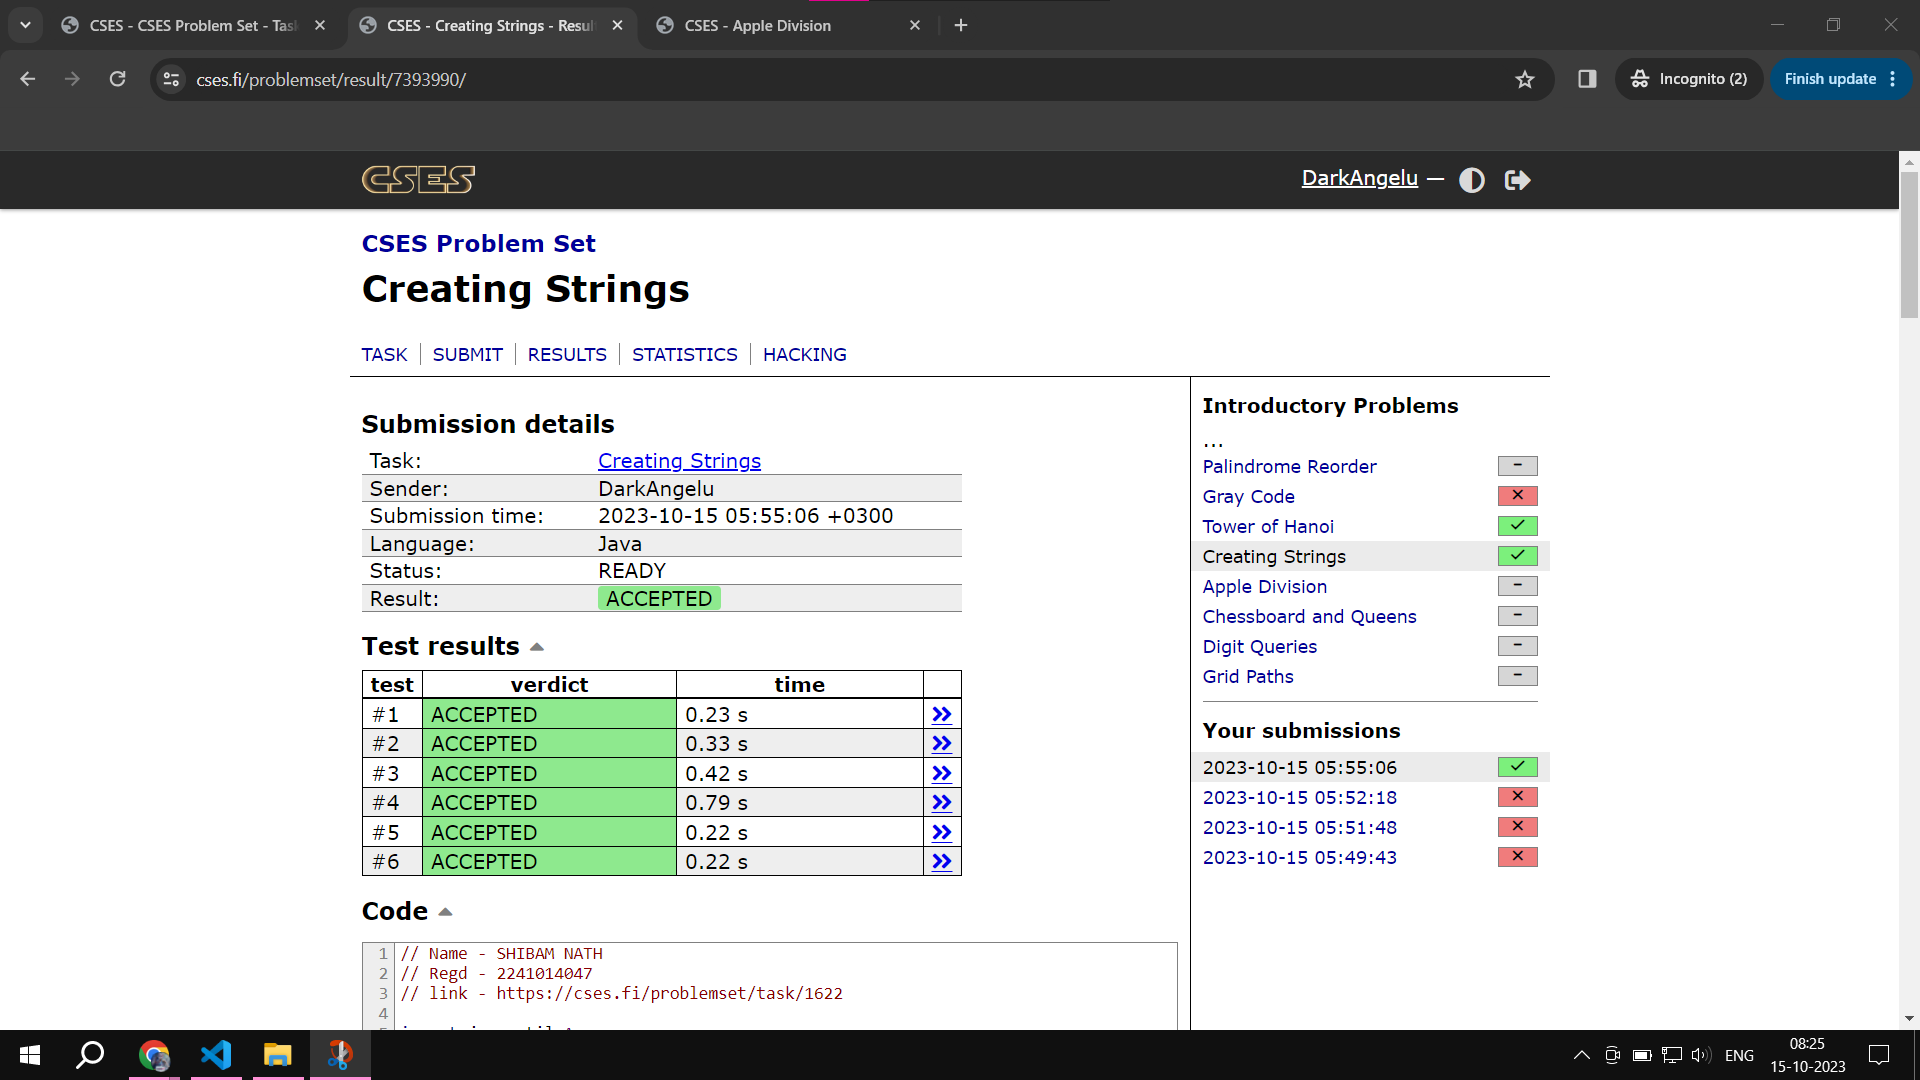 CSES - CSES Problem Set - Tas
CSES - Creating Strings - Resul
CSES - Apple Division
cses.fi/problemset/result/7393990/
Incognito (2)
Finish update
CSES
DarkAngelu —
CSES Problem Set
Creating Strings
TASK
SUBMIT
RESULTS
STATISTICS
HACKING
Submission details
Task: Creating Strings
Sender: DarkAngelu
Submission time: 2023-10-15 05:55:06 +0300
Language: Java
Status: READY
Result: ACCEPTED
Test results
test verdict time
#1 ACCEPTED 0.23 s
#2 ACCEPTED 0.33 s
#3 ACCEPTED 0.42 s
#4 ACCEPTED 0.79 s
#5 ACCEPTED 0.22 s
#6 ACCEPTED 0.22 s
Code
1 // Name - SHIBAM NATH
2 // Regd - 2241014047
3 // link - https://cses.fi/problemset/task/1622
4
Introductory Problems
...
Palindrome Reorder
Gray Code
Tower of Hanoi
Creating Strings
Apple Division
Chessboard and Queens
Digit Queries
Grid Paths
Your submissions
2023-10-15 05:55:06
2023-10-15 05:52:18
2023-10-15 05:51:48
2023-10-15 05:49:43
ENG
08:25
15-10-2023